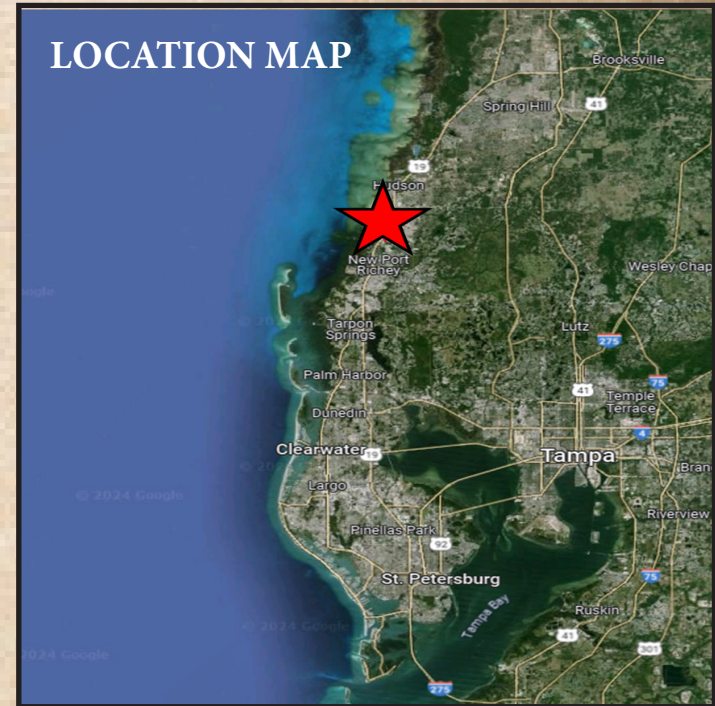 LOCATION MAP
Brooksville
Spring Hill
41
19
Hudson
New Port
Richey
Wesley Chap
ogle
Tarpon
Springs
Lutz
275
Palm Harbor
41
75
Temple
Terrace
Dunedin
4
Clearwater
19
Tampa
Bran
Largo
© 2024 Google
Riverview
Pinellas Park
92
St. Petersburg
75
Tampa Bay
Ruskin
© 2024 Google
41
301
2024 Google
275